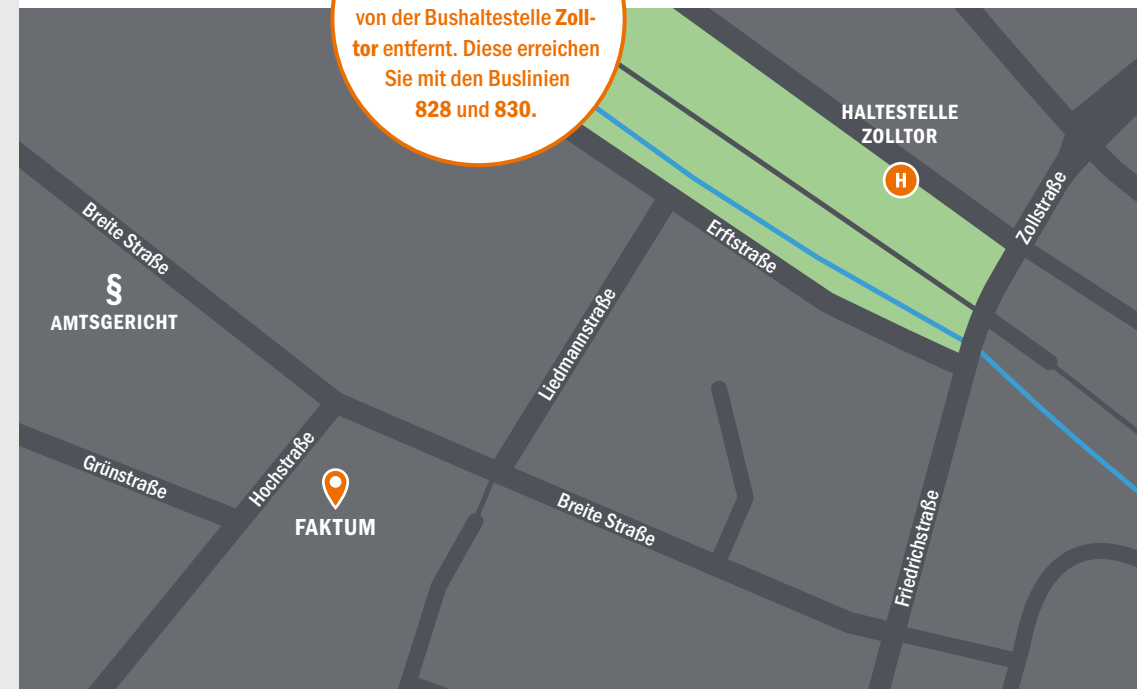 von der Bushaltestelle Zoll-
tor entfernt. Diese erreichen
Sie mit den Buslinien
828 und 830.
HALTESTELLE
ZOLLTOR
H
Zollstraße
Breite Straße
Erftstraße
§
AMTSGERICHT
Liedmannstraße
Grünstraße
Hochstraße
FAKTUM
Breite Straße
Friedrichstraße